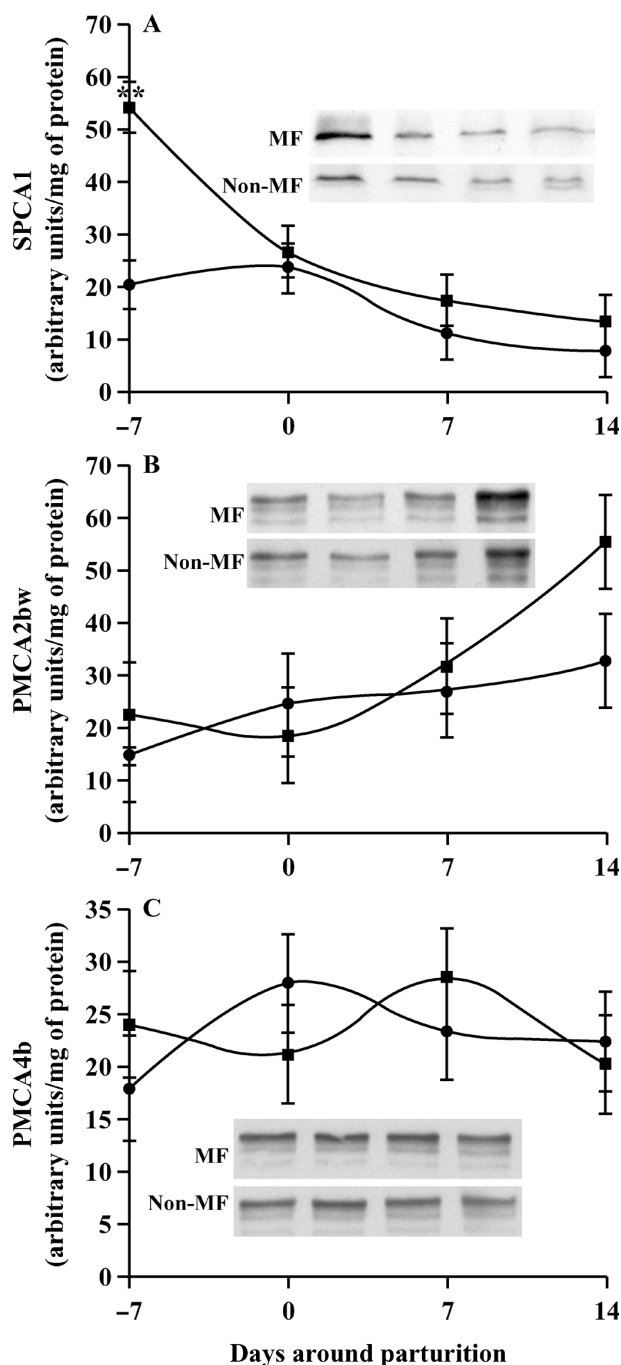 A
SPCA1
(arbitrary units/mg of protein)
70
60
50
40
30
20
10
0
**
MF
Non-MF
–7
0
7
14
B
PMCA2bw
(arbitrary units/mg of protein)
70
60
50
40
30
20
10
0
MF
Non-MF
–7
0
7
14
C
PMCA4b
(arbitrary units/mg of protein)
35
30
25
20
15
10
5
0
MF
Non-MF
–7
0
7
14
Days around parturition